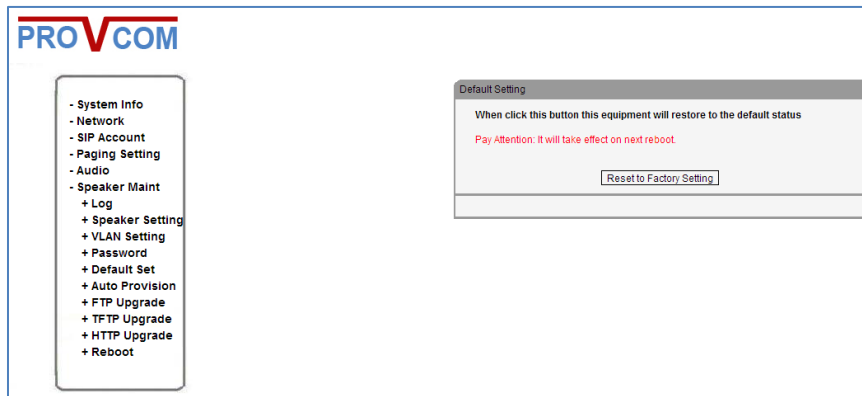 PROVCOM
- System Info
- Network
- SIP Account
- Paging Setting
- Audio
- Speaker Maint
+ Log
+ Speaker Setting
+ VLAN Setting
+ Password
+ Default Set
+ Auto Provision
+ FTP Upgrade
+ TFTP Upgrade
+ HTTP Upgrade
+ Reboot
Default Setting
When click this button this equipment will restore to the default status
Pay Attention: It will take effect on next reboot.
Reset to Factory Setting